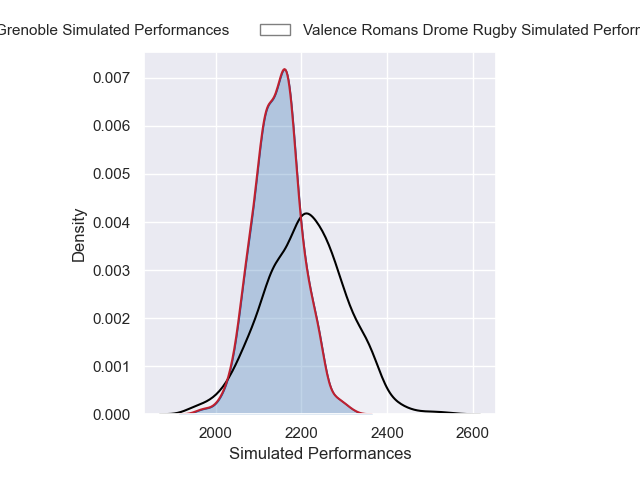 Grenoble Simulated Performances
Valence Romans Drome Rugby Simulated
0.007
0.006
0.005
0.004
0.003
0.002
0.001
0.000
Density
2000 2200 2400 2600
Simulated Performances